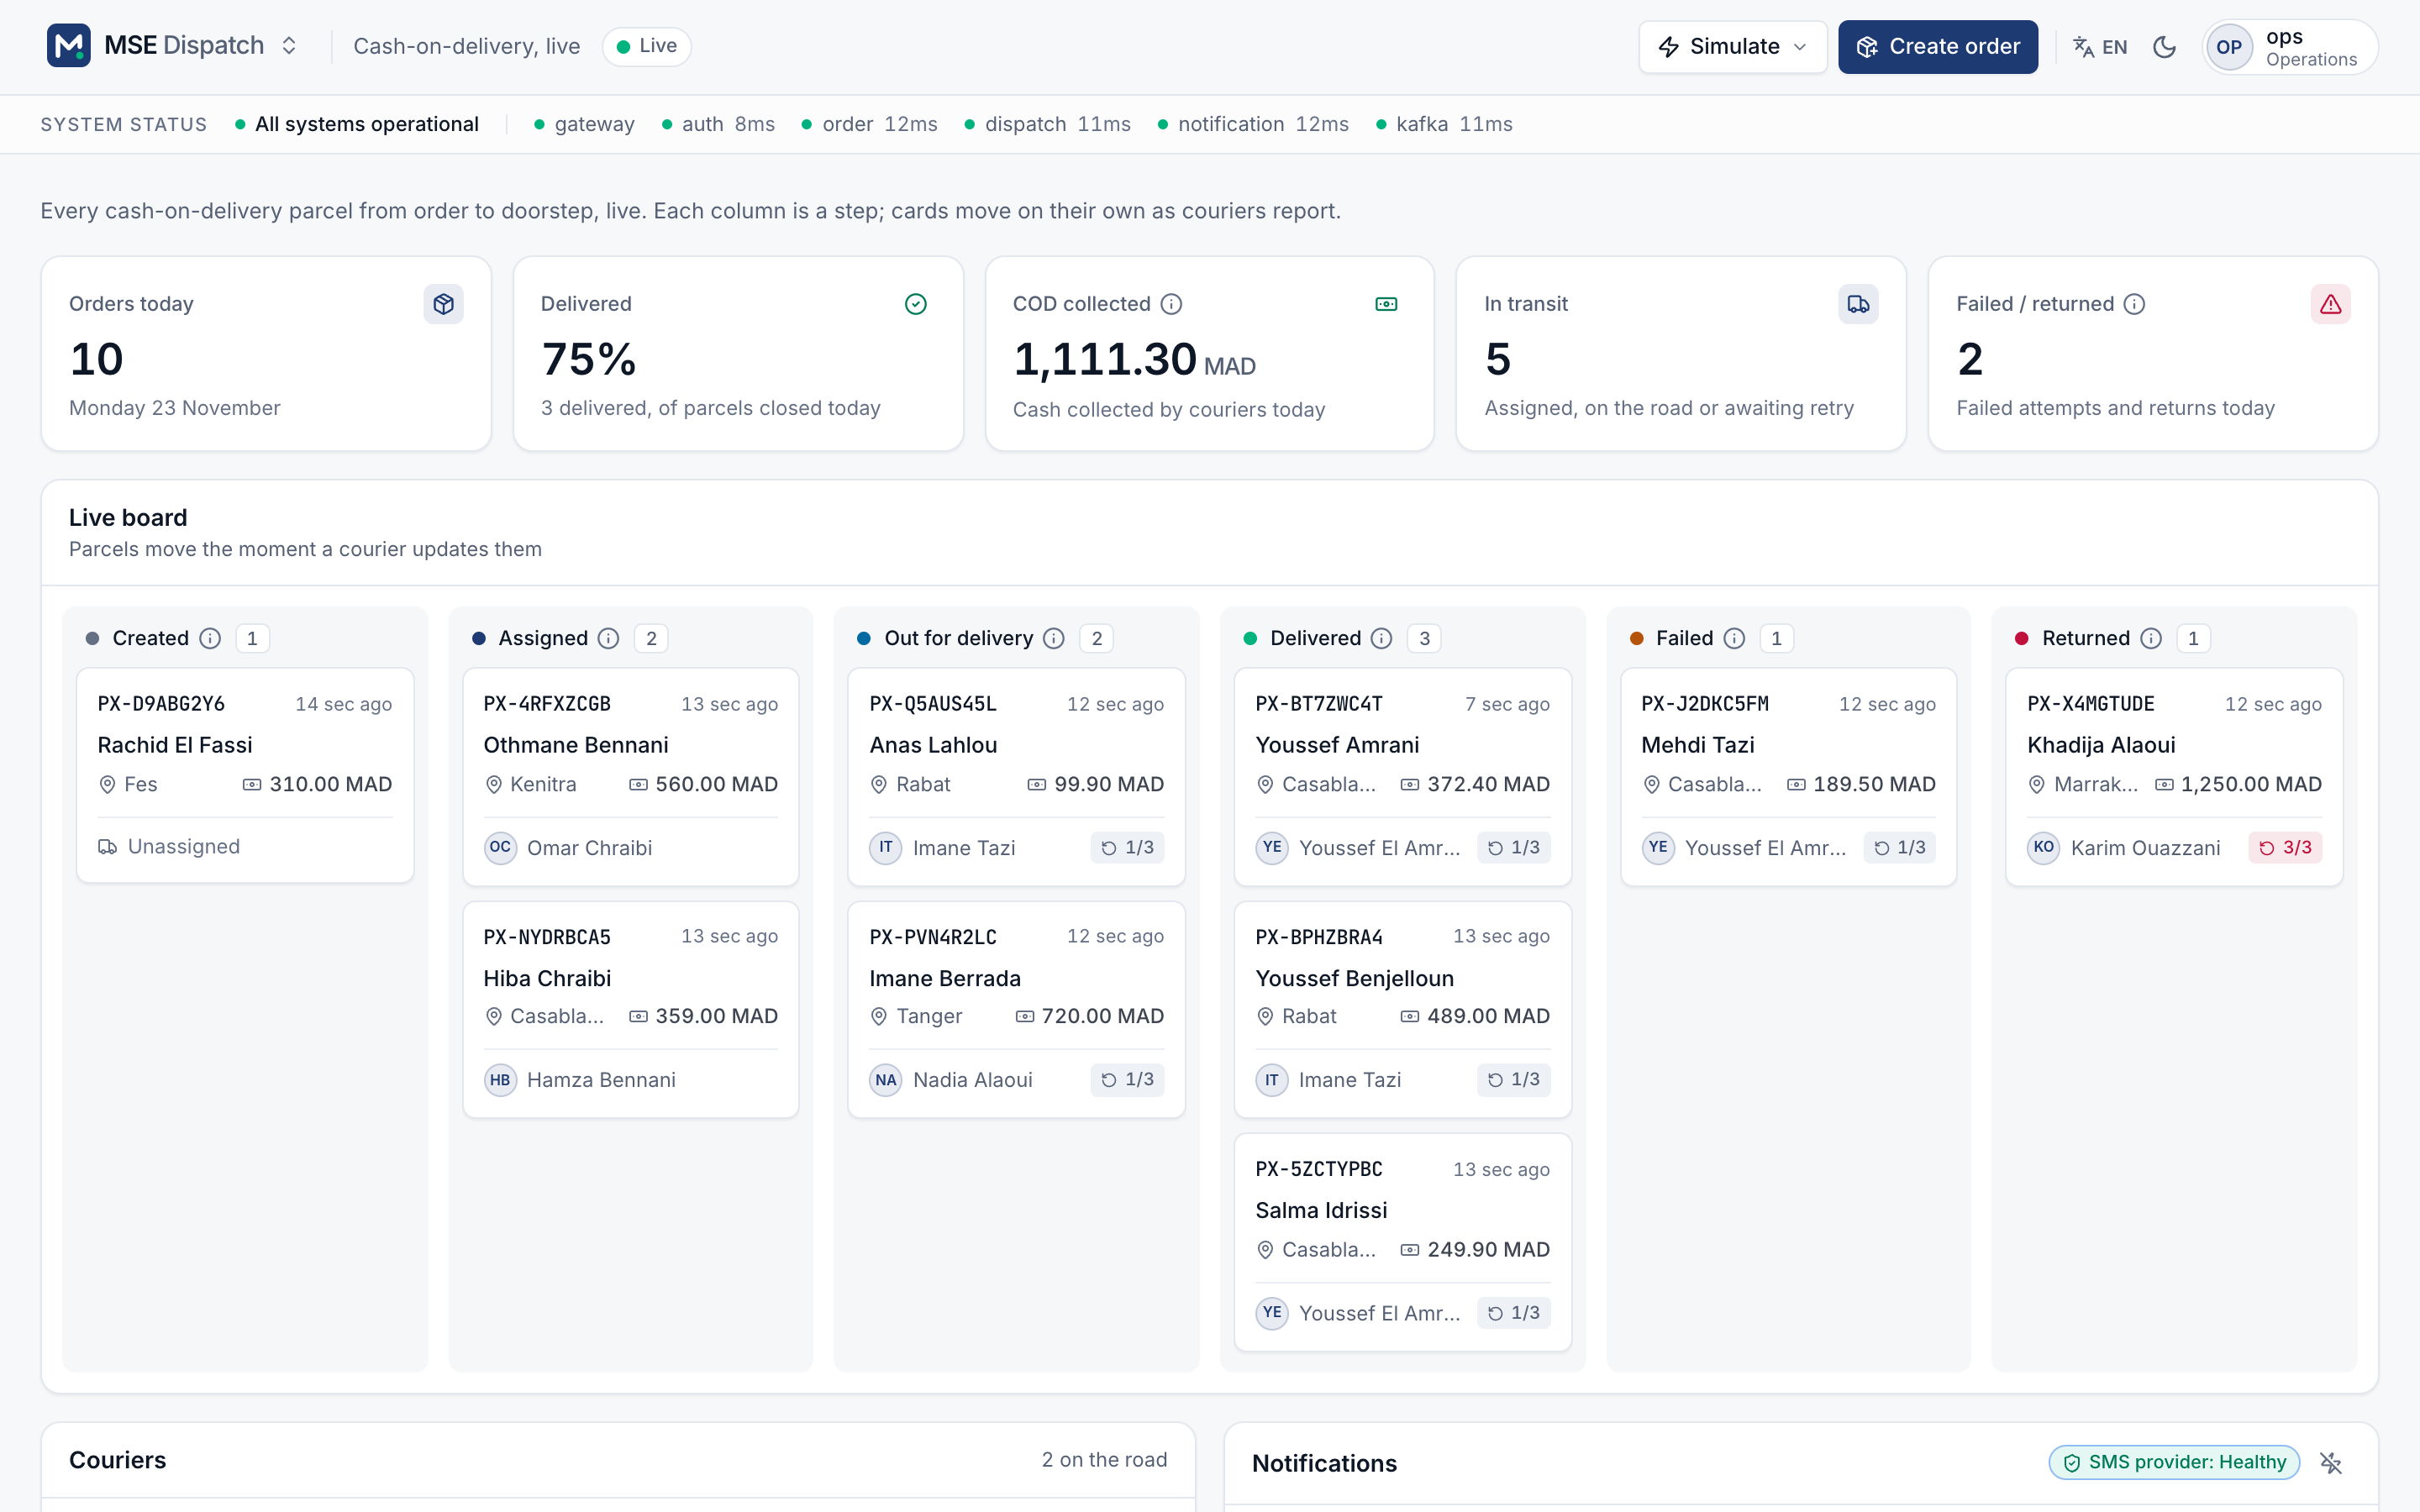 MSE Dispatch
Cash-on-delivery, live
Live
Simulate
Create order
EN
OP
ops
Operations
SYSTEM STATUS
All systems operational
gateway
auth 8ms
order 12ms
dispatch 11ms
notification 12ms
kafka 11ms
Every cash-on-delivery parcel from order to doorstep, live. Each column is a step; cards move on their own as couriers report.
Orders today
10
Monday 23 November
Delivered
75%
3 delivered, of parcels closed today
COD collected
1,111.30 MAD
Cash collected by couriers today
In transit
5
Assigned, on the road or awaiting retry
Failed / returned
2
Failed attempts and returns today
Live board
Parcels move the moment a courier updates them
Created 1
PX-D9ABG2Y6 14 sec ago
Rachid El Fassi
Fes 310.00 MAD
Unassigned
Assigned 2
PX-4RFXZCGB 13 sec ago
Othmane Bennani
Kenitra 560.00 MAD
OC Omar Chraibi
PX-NYDRBCA5 13 sec ago
Hiba Chraibi
Casabla... 359.00 MAD
HB Hamza Bennani
Out for delivery 2
PX-Q5AUS45L 12 sec ago
Anas Lahlou
Rabat 99.90 MAD
IT Imane Tazi 1/3
PX-PVN4R2LC 12 sec ago
Imane Berrada
Tanger 720.00 MAD
NA Nadia Alaoui 1/3
Delivered 3
PX-BT7ZWC4T 7 sec ago
Youssef Amrani
Casabla... 372.40 MAD
YE Youssef El Amr... 1/3
PX-BPHZBRA4 13 sec ago
Youssef Benjelloun
Rabat 489.00 MAD
IT Imane Tazi 1/3
PX-5ZCTYPBC 13 sec ago
Salma Idrissi
Casabla... 249.90 MAD
YE Youssef El Amr... 1/3
Failed 1
PX-J2DKC5FM 12 sec ago
Mehdi Tazi
Casabla... 189.50 MAD
YE Youssef El Amr... 1/3
Returned 1
PX-X4MGTUDE 12 sec ago
Khadija Alaoui
Marrak... 1,250.00 MAD
KO Karim Ouazzani 3/3
Couriers
2 on the road
Notifications
SMS provider: Healthy